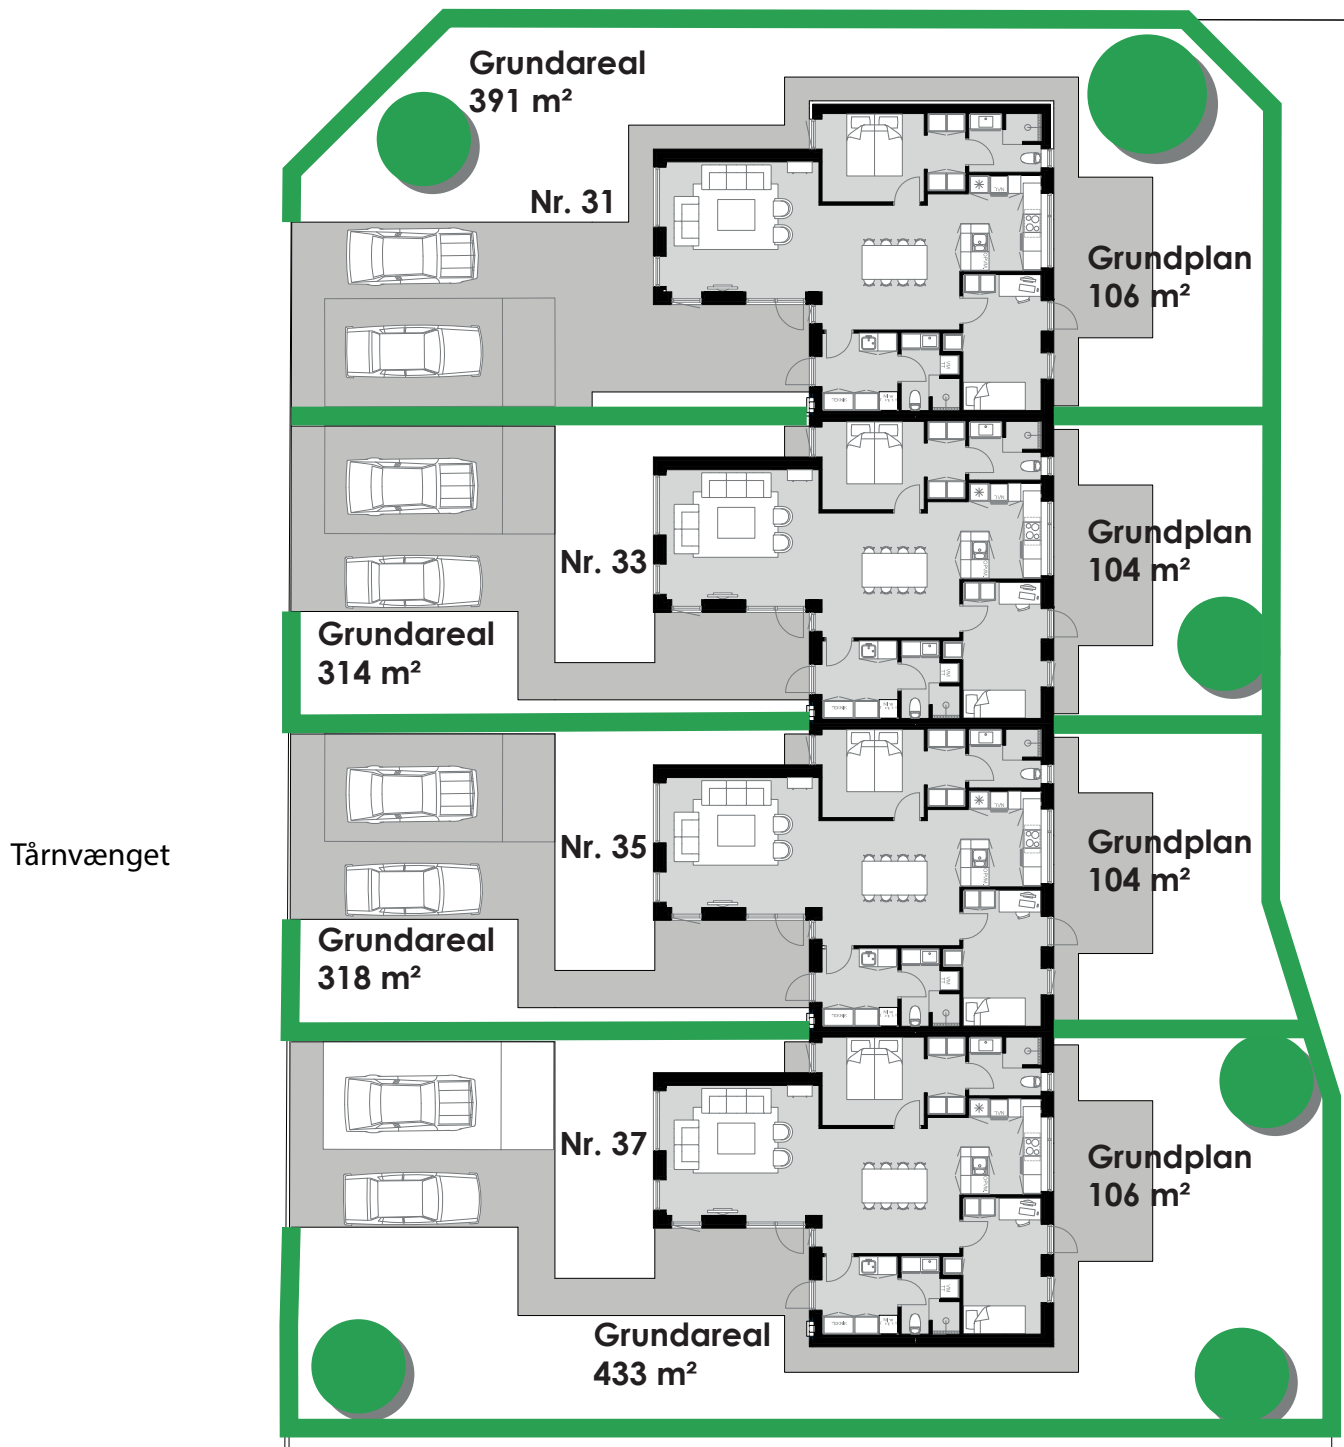 Grundareal
391 m²
Nr. 31
Grundplan
106 m²
Nr. 33
Grundplan
104 m²
Grundareal
314 m²
Tårnvænget
Nr. 35
Grundplan
104 m²
Grundareal
318 m²
Nr. 37
Grundplan
106 m²
Grundareal
433 m²